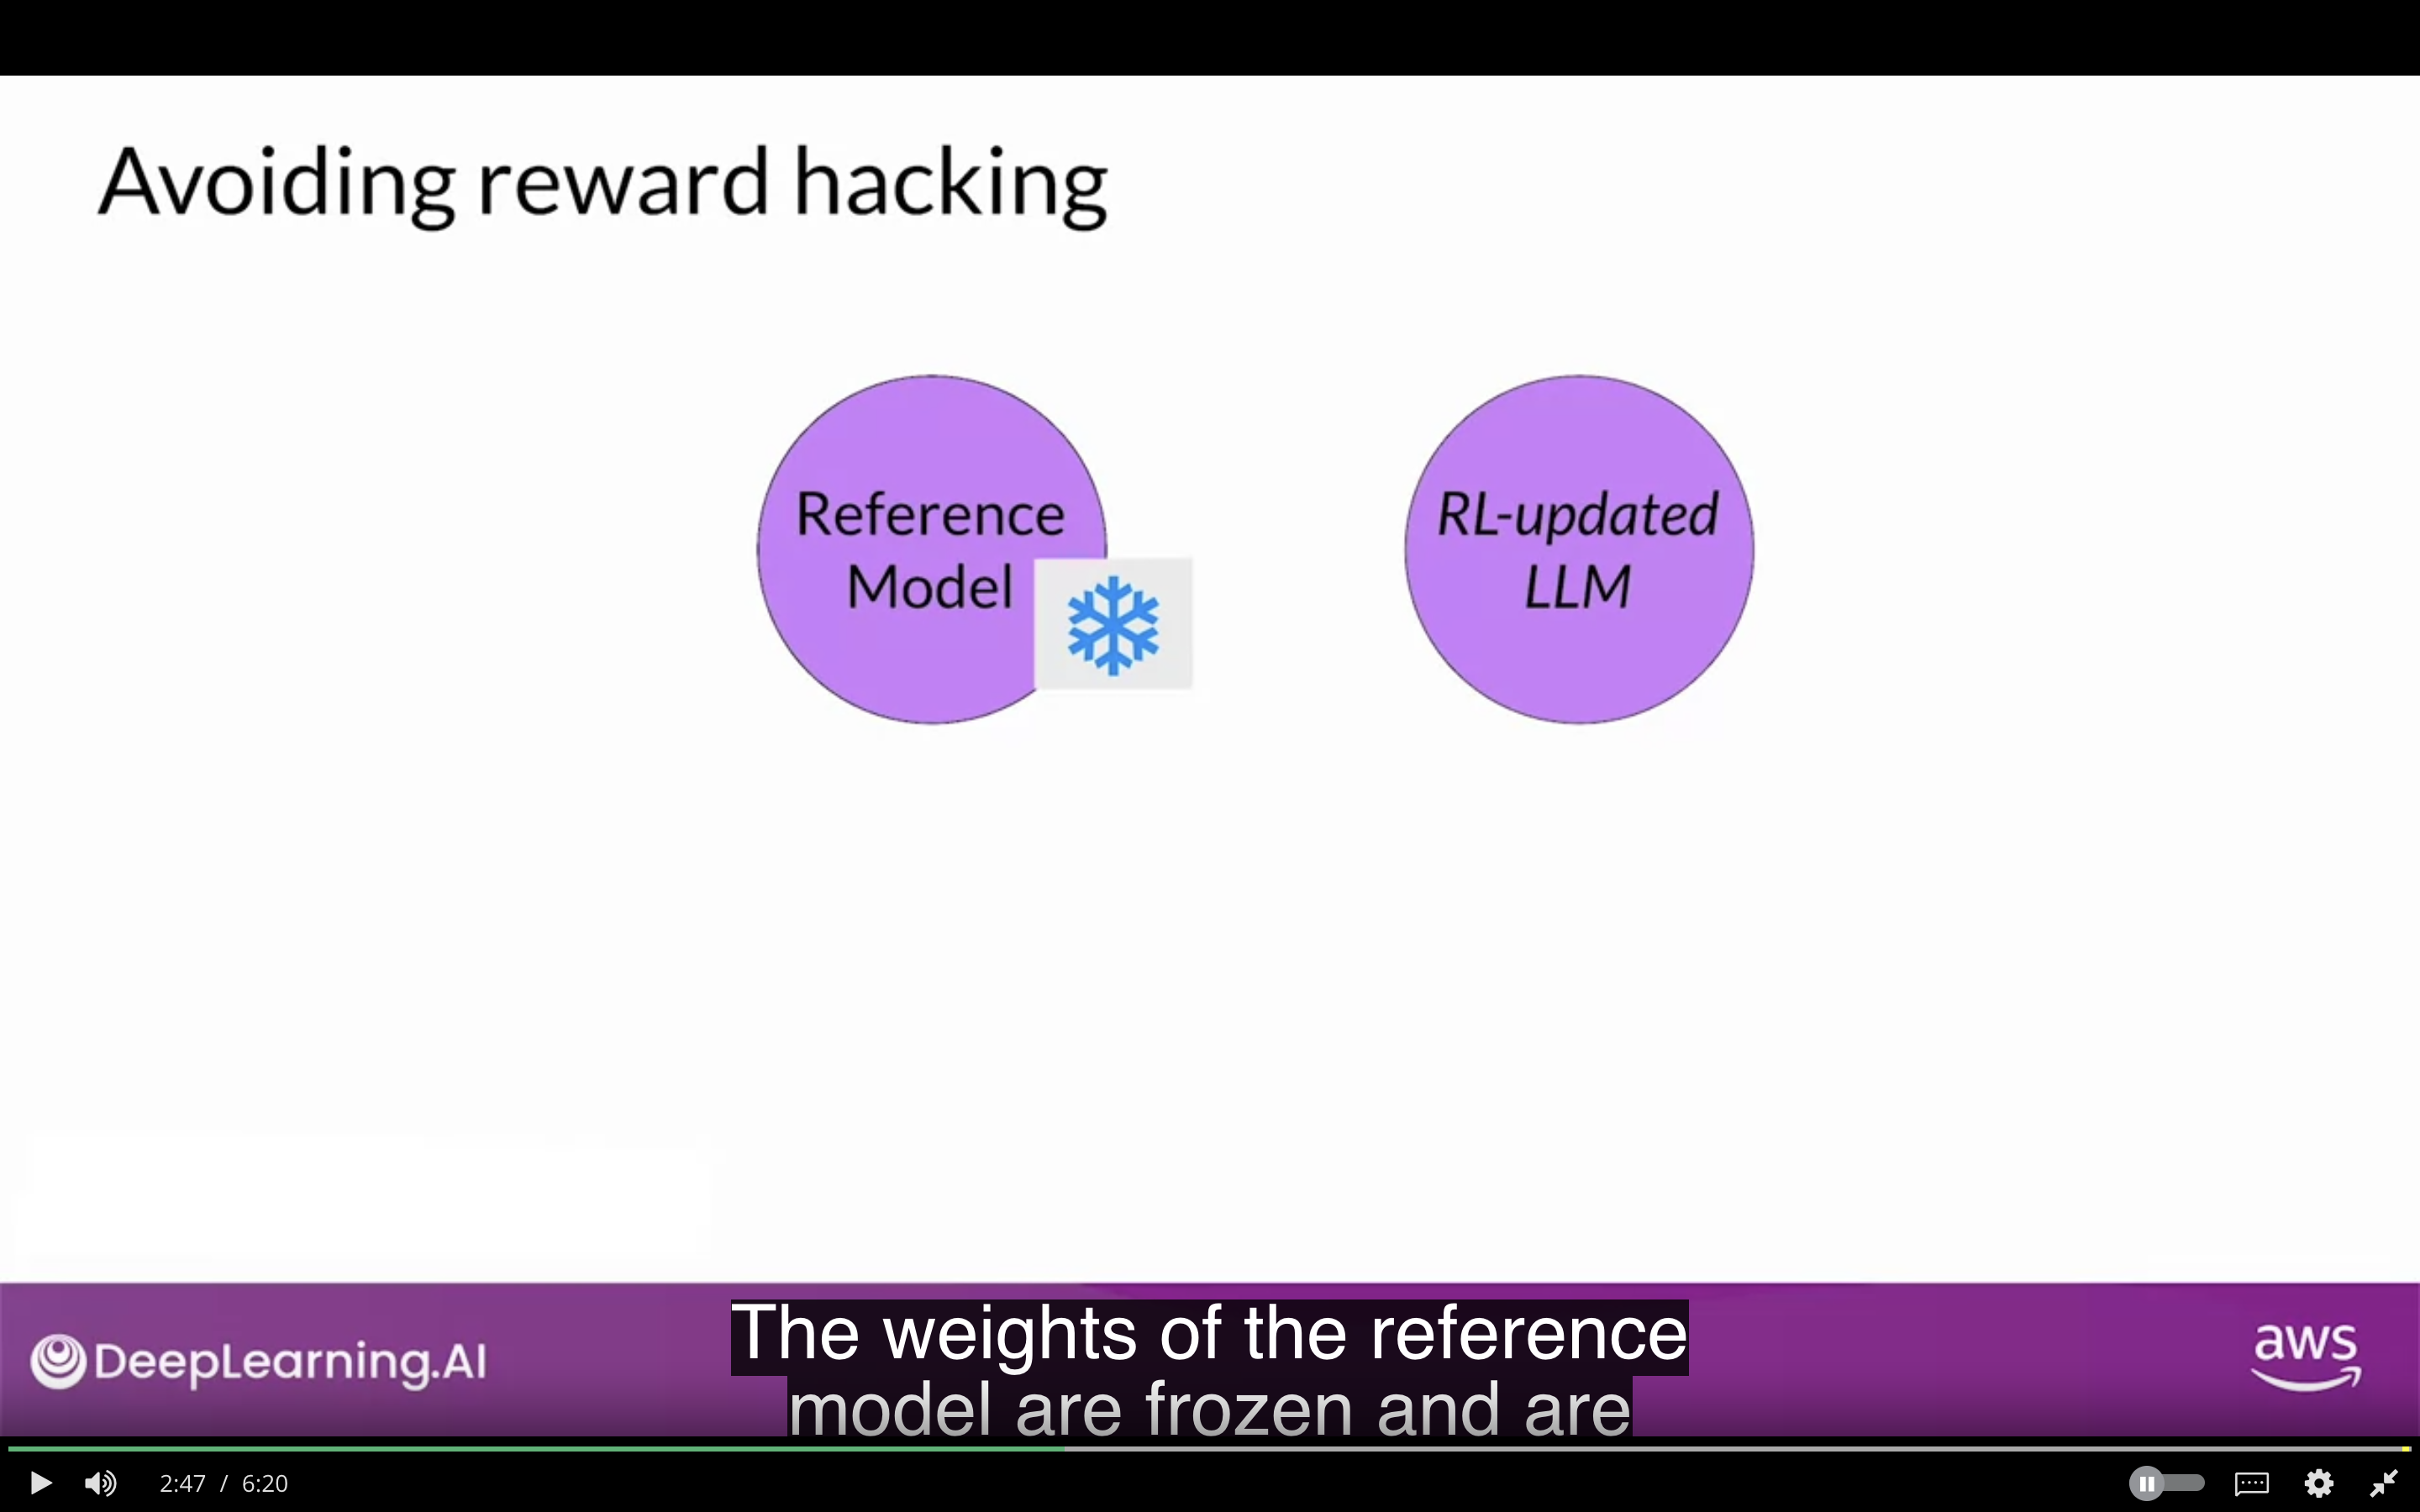 Avoiding reward hacking
Reference
Model
RL-updated
LLM
DeepLearning.AI
The weights of the reference
model are frozen and are
aws
2:47 / 6:20